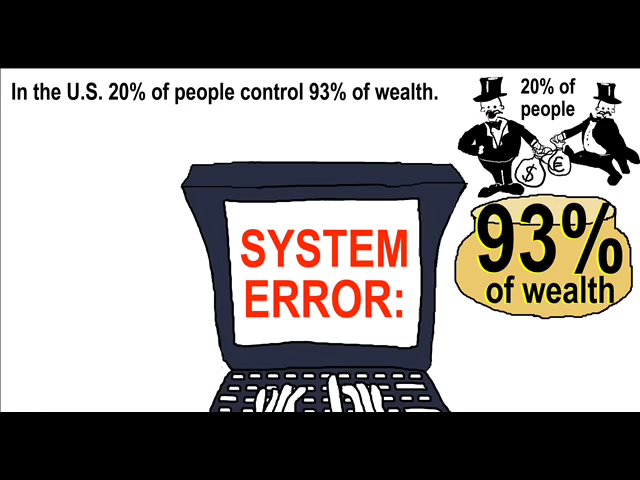 In the U.S. 20% of people control 93% of wealth.
20% of
people
$
€
93%
of wealth
SYSTEM
ERROR: